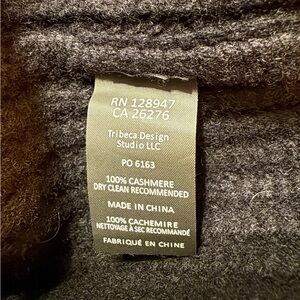 RN 128947
CA 26276
Tribeca Design
Studio LLC
PO 6163
100% CASHMERE
DRY CLEAN RECOMMENDED
MADE IN CHINA
100% CACHEMIRE
NETTOYAGE À SEC RECOMMANDÉ
FABRIQUÉ EN CHINE